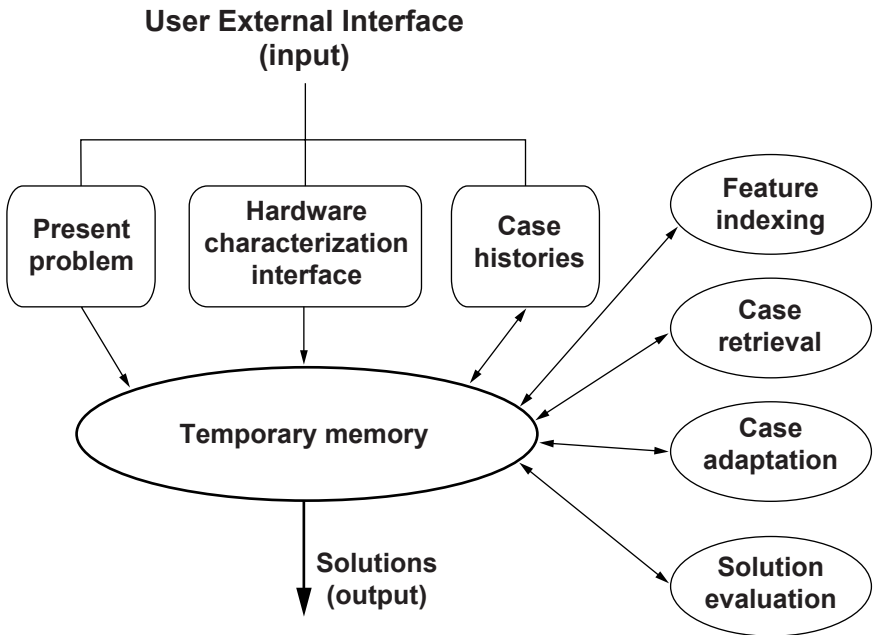 User External Interface
(input)
Present
problem
Hardware
characterization
interface
Case
histories
Feature
indexing
Case
retrieval
Temporary memory
Case
adaptation
Solutions
(output)
Solution
evaluation